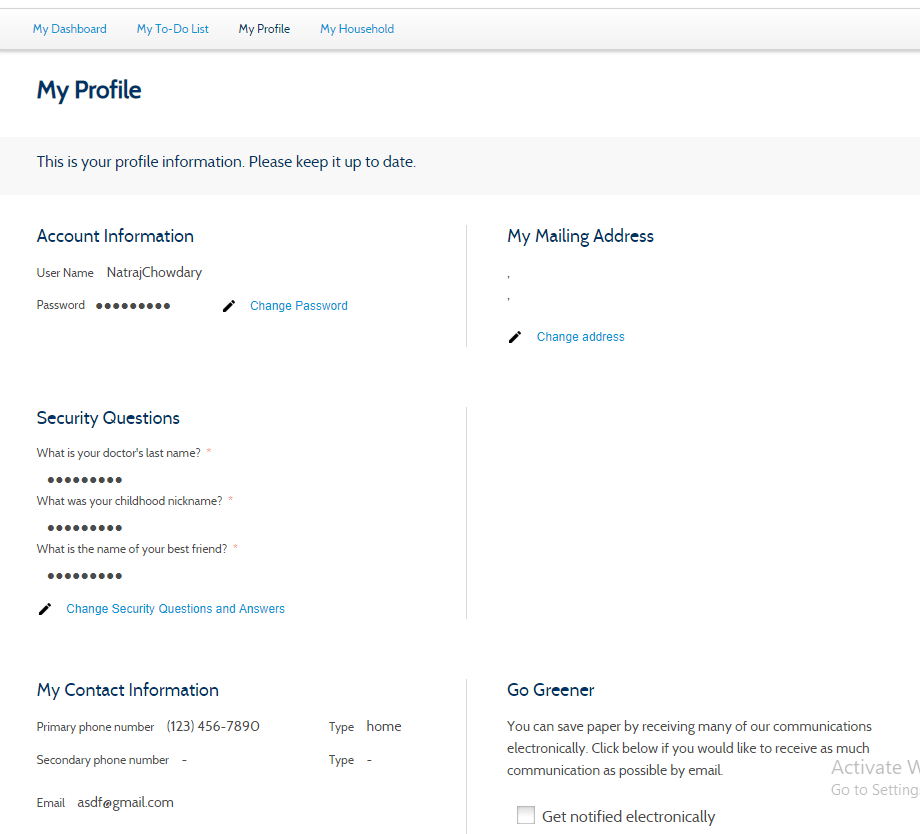 My Dashboard My To-Do List My Profile My Household
My Profile
This is your profile information. Please keep it up to date.
Account Information
User Name NatrajChowdary
Password ●●●●●●●●● Change Password
My Mailing Address
,
,
Change address
Security Questions
What is your doctor's last name? *
●●●●●●●●●
What was your childhood nickname? *
●●●●●●●●●
What is the name of your best friend? *
●●●●●●●●●
Change Security Questions and Answers
My Contact Information
Primary phone number (123) 456-7890 Type home
Secondary phone number - Type -
Email asdf@gmail.com
Go Greener
You can save paper by receiving many of our communications
electronically. Click below if you would like to receive as much
communication as possible by email.
Get notified electronically
Activate W
Go to Setting